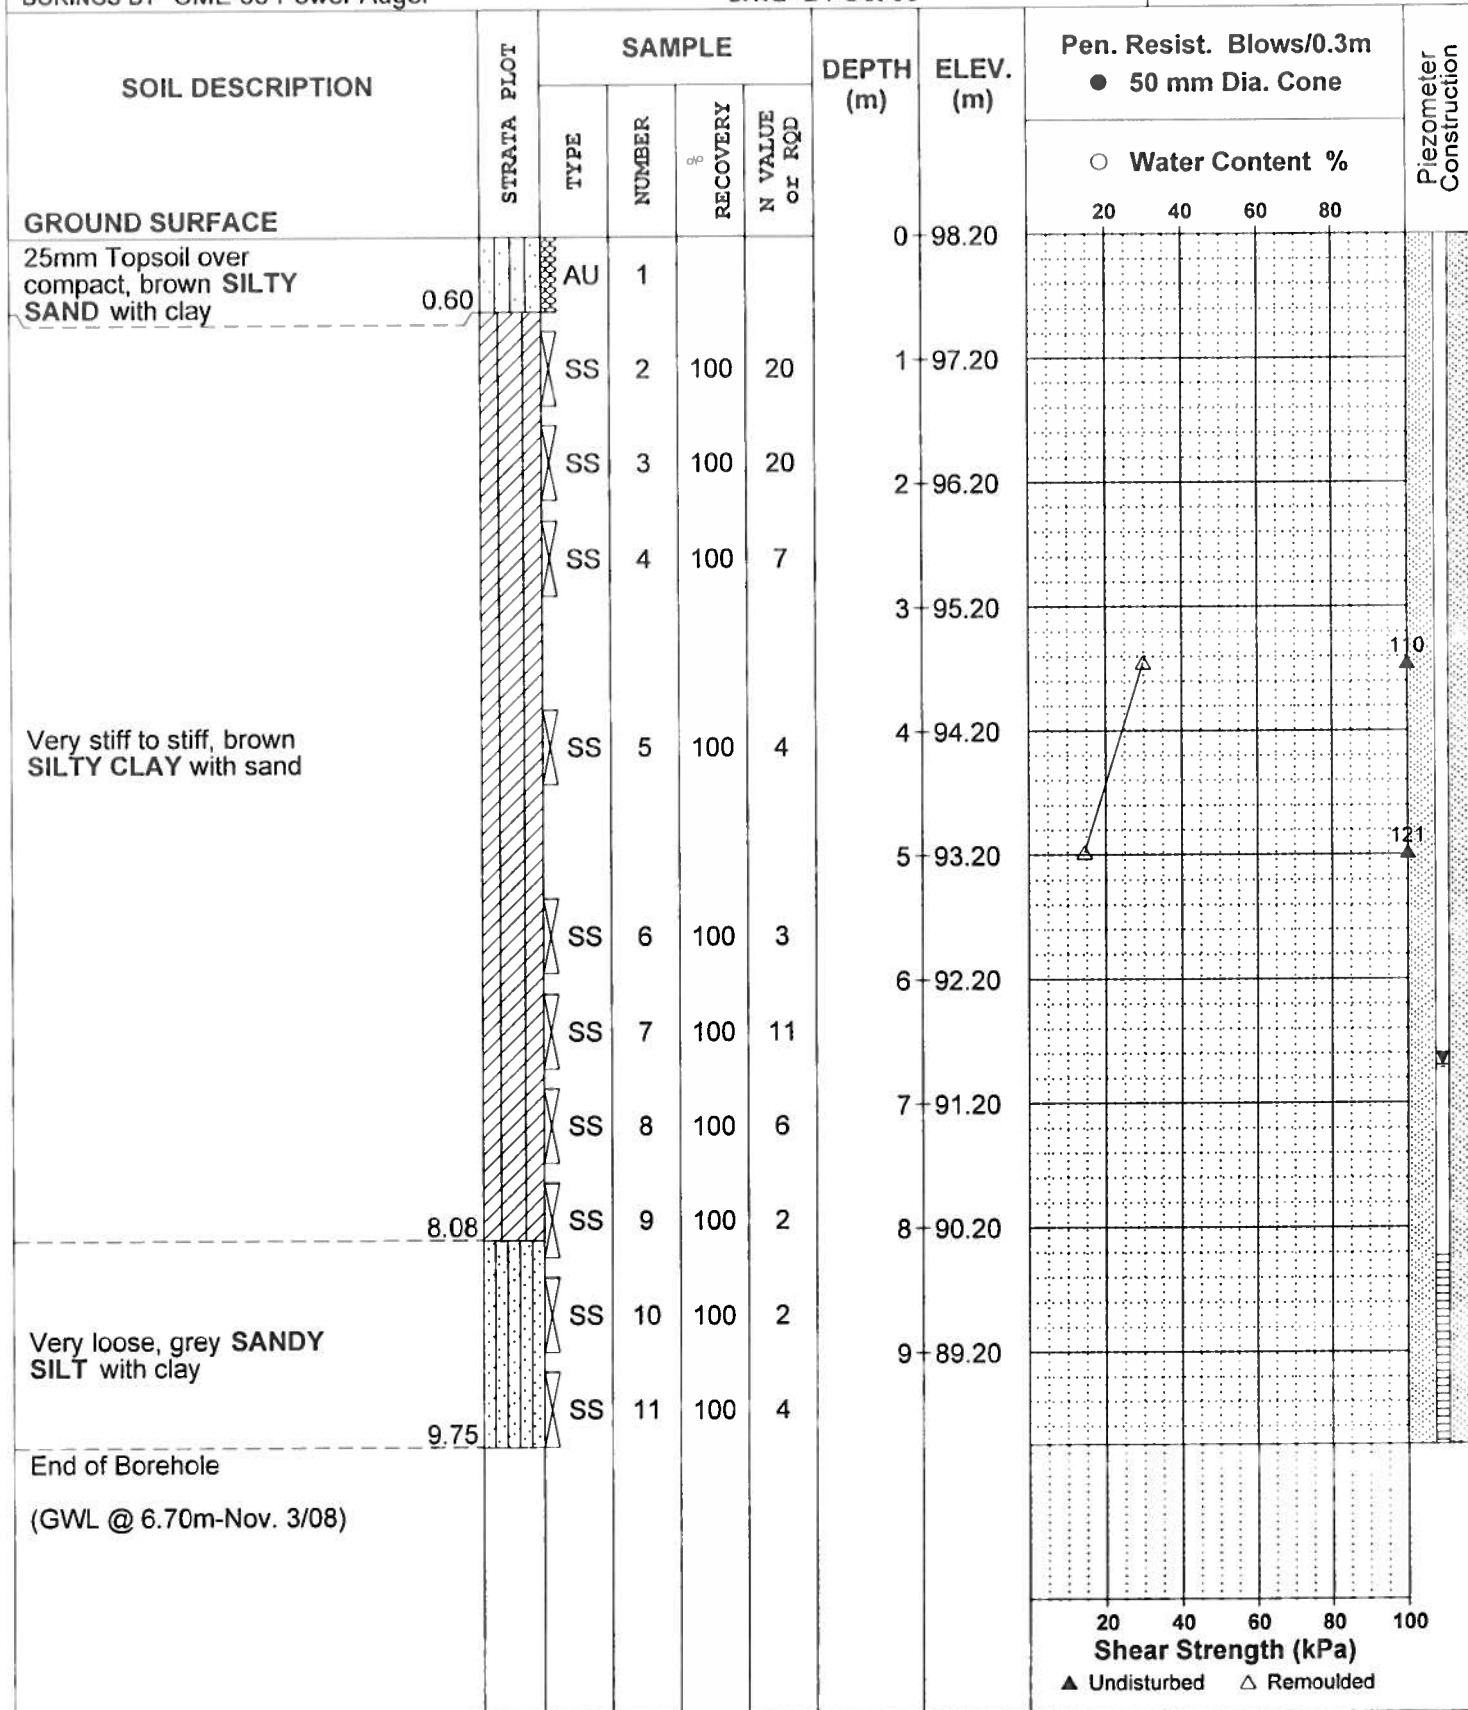 SOIL DESCRIPTION
GROUND SURFACE
STRATA PLOT
SAMPLE
TYPE
NUMBER
% RECOVERY
N VALUE or RQD
DEPTH (m)
ELEV. (m)
Pen. Resist. Blows/0.3m
● 50 mm Dia. Cone
○ Water Content %
20 40 60 80
Piezometer Construction
0 98.20
25mm Topsoil over
compact, brown SILTY
SAND with clay 0.60
AU 1
SS 2 100 20
1 97.20
SS 3 100 20
2 96.20
SS 4 100 7
3 95.20
110
Very stiff to stiff, brown
SILTY CLAY with sand
SS 5 100 4
4 94.20
121
5 93.20
SS 6 100 3
6 92.20
SS 7 100 11
7 91.20
SS 8 100 6
8.08
SS 9 100 2
8 90.20
SS 10 100 2
Very loose, grey SANDY
SILT with clay
9 89.20
SS 11 100 4
9.75
End of Borehole
(GWL @ 6.70m-Nov. 3/08)
20 40 60 80 100
Shear Strength (kPa)
▲ Undisturbed △ Remoulded